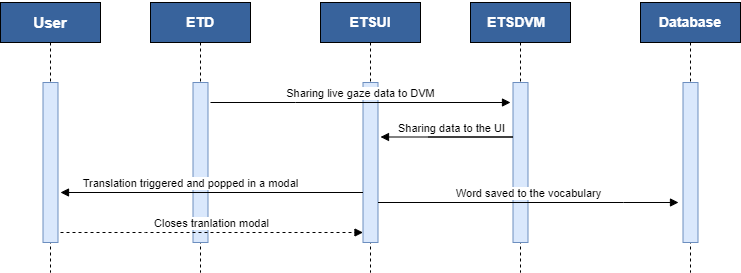 User
ETD
ETSUI
ETSDVM
Database
Sharing live gaze data to DVM
Sharing data to the UI
Translation triggered and popped in a modal
Word saved to the vocabulary
Closes tranlation modal